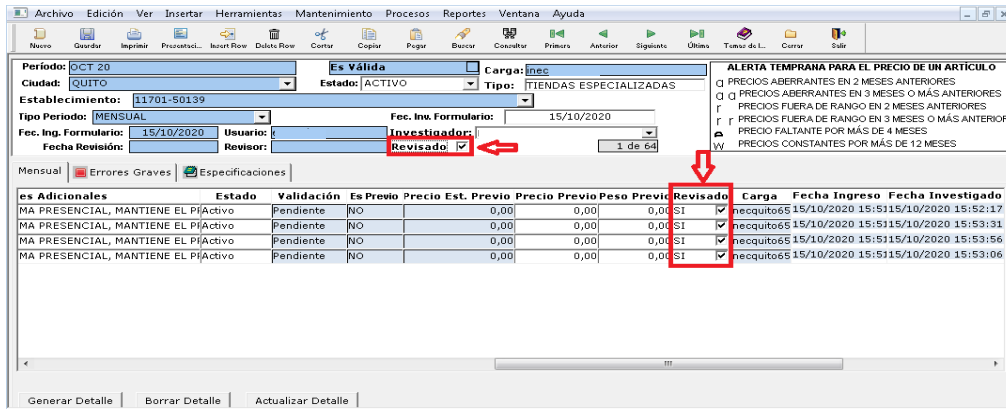 Archivo Edición Ver Insertar Herramientas Mantenimiento Procesos Reportes Ventana Ayuda
Nuevo Guardar Imprimir Presentaci... Insert Row Delete Row Cortar Copiar Pegar Buscar Consultar Primero Anterior Siguiente Última Temas de l... Cerrar Salir
Período: OCT 20 Es Válida Carga: inec
Ciudad: QUITO Estado: ACTIVO Tipo: TIENDAS ESPECIALIZADAS
Establecimiento: 11701-50139
Tipo Periodo: MENSUAL Fec. Inv. Formulario: 15/10/2020
Fec. Ing. Formulario: 15/10/2020 Usuario: Investigador:
Fecha Revisión: Revisor: Revisado 1 de 64
ALERTA TEMPRANA PARA EL PRECIO DE UN ARTÍCULO
a PRECIOS ABERRANTES EN 2 MESES ANTERIORES
a a PRECIOS ABERRANTES EN 3 MESES O MÁS ANTERIORES
r PRECIOS FUERA DE RANGO EN 2 MESES ANTERIORES
r r PRECIOS FUERA DE RANGO EN 3 MESES O MÁS ANTERIOR
e PRECIO FALTANTE POR MÁS DE 4 MESES
w PRECIOS CONSTANTES POR MÁS DE 12 MESES
Mensual Errores Graves Especificaciones
es Adicionales Estado Validación Es Previo Precio Est. Previo Precio Previo Peso Previo Revisado Carga Fecha Ingreso Fecha Investigado
MA PRESENCIAL, MANTIENE EL PI Activo Pendiente NO 0,00 0,00 0,00 SI necquito65 15/10/2020 15:51 15/10/2020 15:52:17
MA PRESENCIAL, MANTIENE EL PI Activo Pendiente NO 0,00 0,00 0,00 SI necquito65 15/10/2020 15:51 15/10/2020 15:53:31
MA PRESENCIAL, MANTIENE EL PI Activo Pendiente NO 0,00 0,00 0,00 SI necquito65 15/10/2020 15:51 15/10/2020 15:53:56
MA PRESENCIAL, MANTIENE EL PI Activo Pendiente NO 0,00 0,00 0,00 SI necquito65 15/10/2020 15:51 15/10/2020 15:53:06
Generar Detalle Borrar Detalle Actualizar Detalle